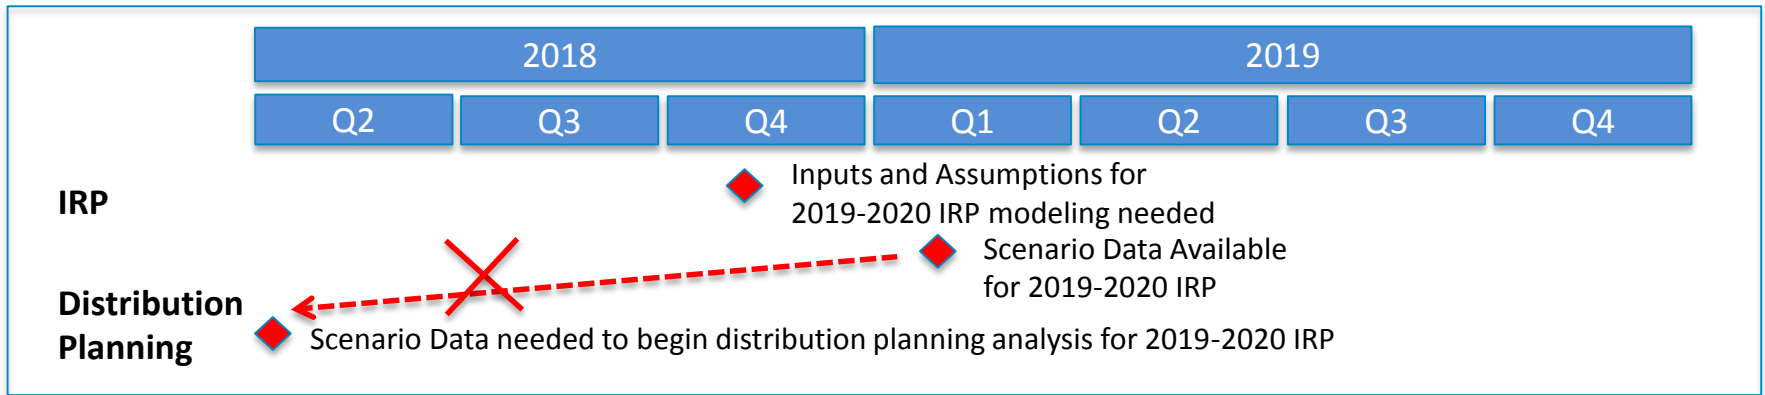 2018
2019
Q2
Q3
Q4
Q1
Q2
Q3
Q4
IRP
Inputs and Assumptions for
2019-2020 IRP modeling needed
Scenario Data Available
for 2019-2020 IRP
Distribution
Planning
Scenario Data needed to begin distribution planning analysis for 2019-2020 IRP